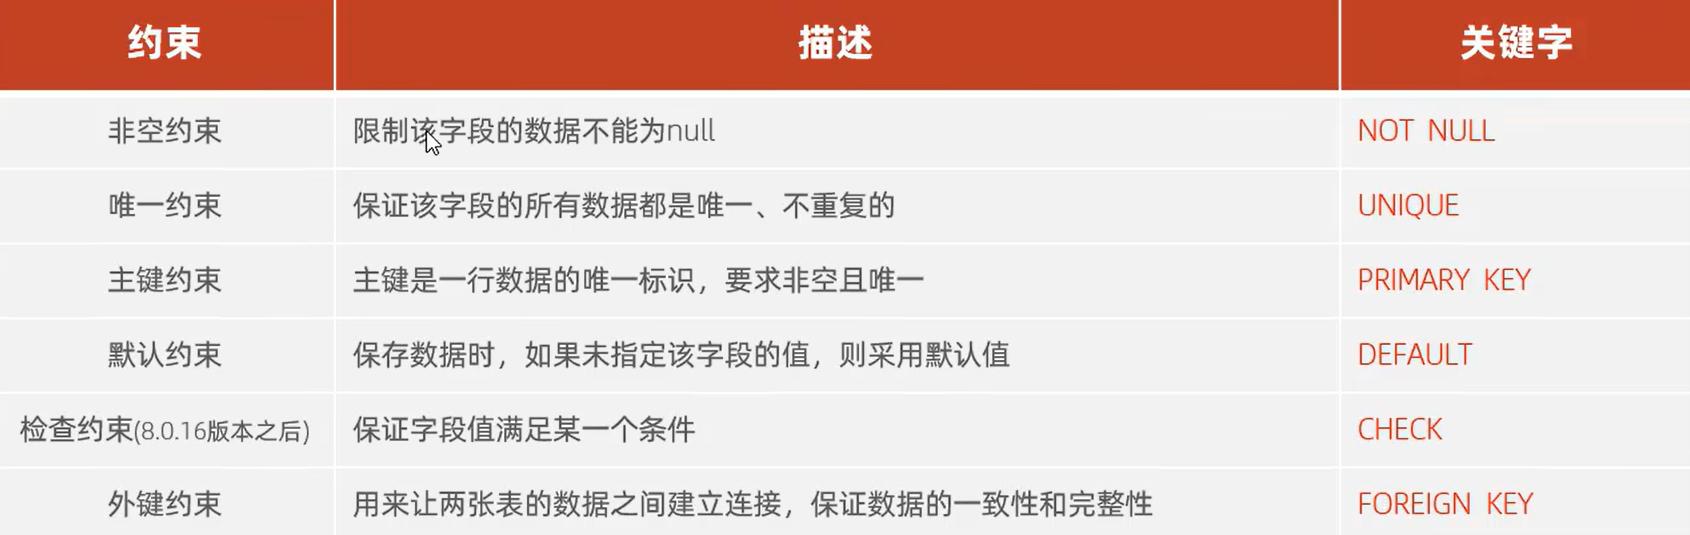 约束 描述 关键字
非空约束 限制该字段的数据不能为null NOT NULL
唯一约束 保证该字段的所有数据都是唯一、不重复的 UNIQUE
主键约束 主键是一行数据的唯一标识，要求非空且唯一 PRIMARY KEY
默认约束 保存数据时，如果未指定该字段的值，则采用默认值 DEFAULT
检查约束(8.0.16版本之后) 保证字段值满足某一个条件 CHECK
外键约束 用来让两张表的数据之间建立连接，保证数据的一致性和完整性 FOREIGN KEY